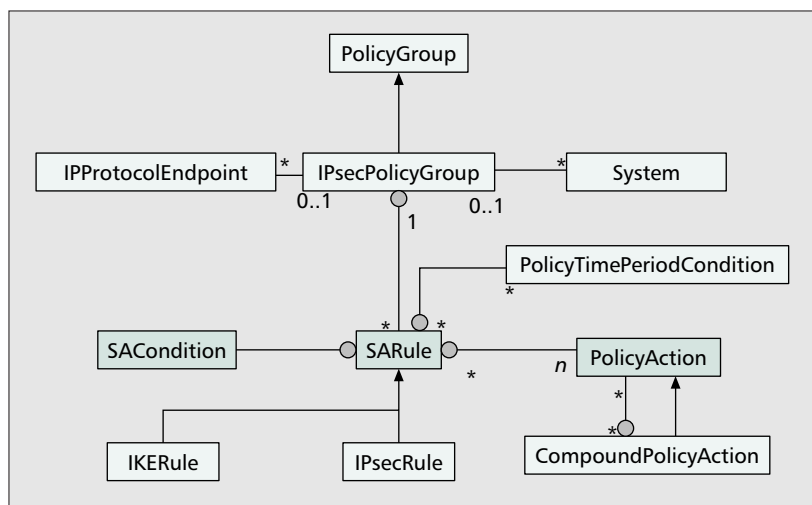 PolicyGroup
IPProtocolEndpoint
*
IPsecPolicyGroup
*
System
0..1
0..1
1
PolicyTimePeriodCondition
*
*
*
SACondition
SARule
PolicyAction
*
n
*
*
IKERule
IPsecRule
CompoundPolicyAction